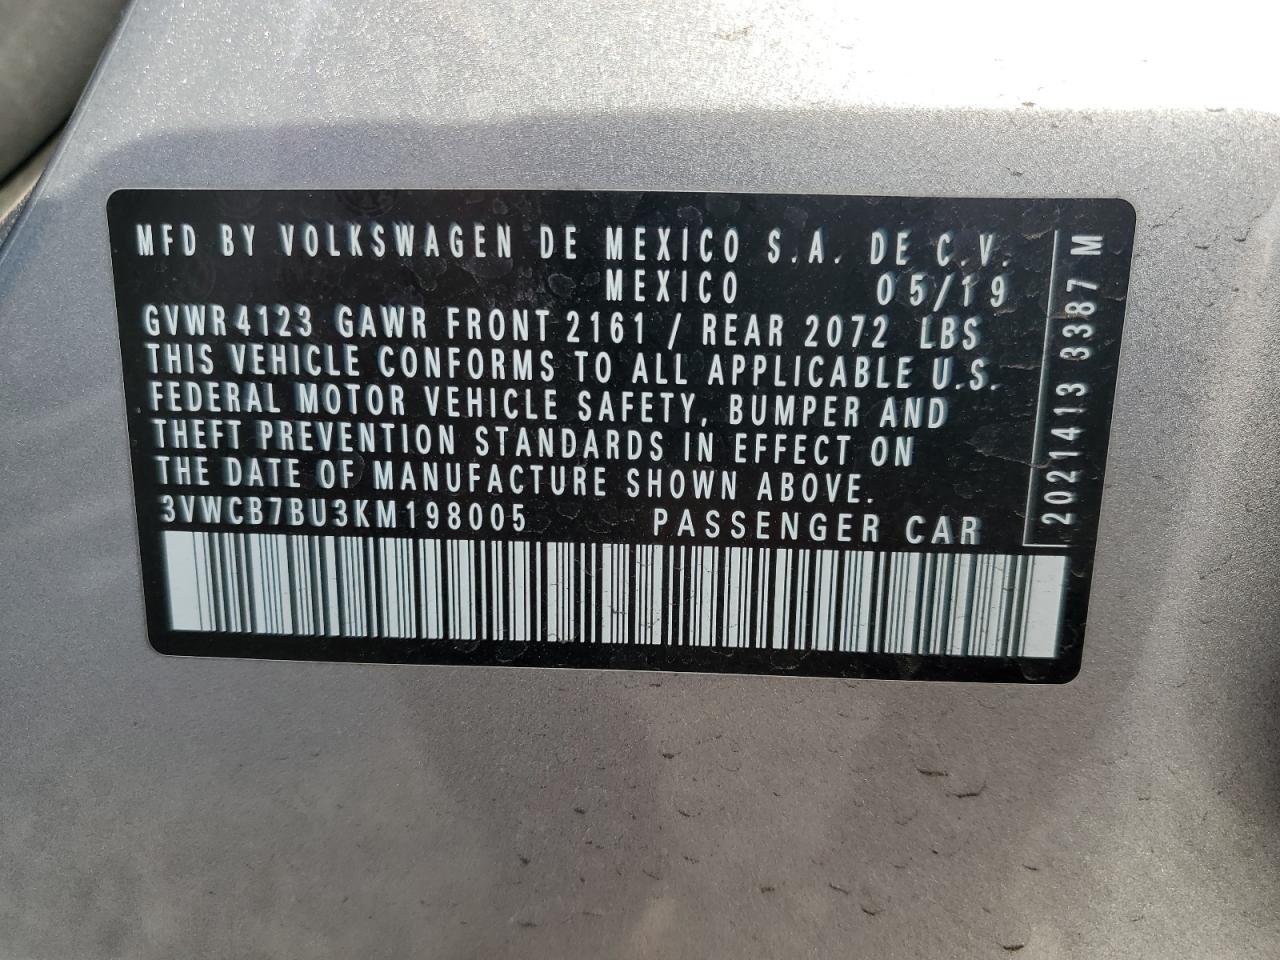 MFD BY VOLKSWAGEN DE MEXICO S.A. DE C.V.
MEXICO 05/19
GVWR 4123 GAWR FRONT 2161 / REAR 2072 LBS
THIS VEHICLE CONFORMS TO ALL APPLICABLE U.S.
FEDERAL MOTOR VEHICLE SAFETY, BUMPER AND
THEFT PREVENTION STANDARDS IN EFFECT ON
THE DATE OF MANUFACTURE SHOWN ABOVE.
3VWCB7BU3KM198005 PASSENGER CAR
2021413 3387 M